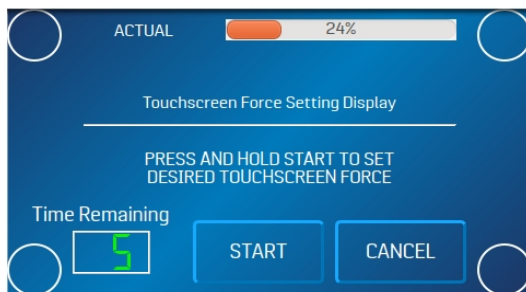 ACTUAL 24%
Touchscreen Force Setting Display
PRESS AND HOLD START TO SET
DESIRED TOUCHSCREEN FORCE
Time Remaining
5
START CANCEL